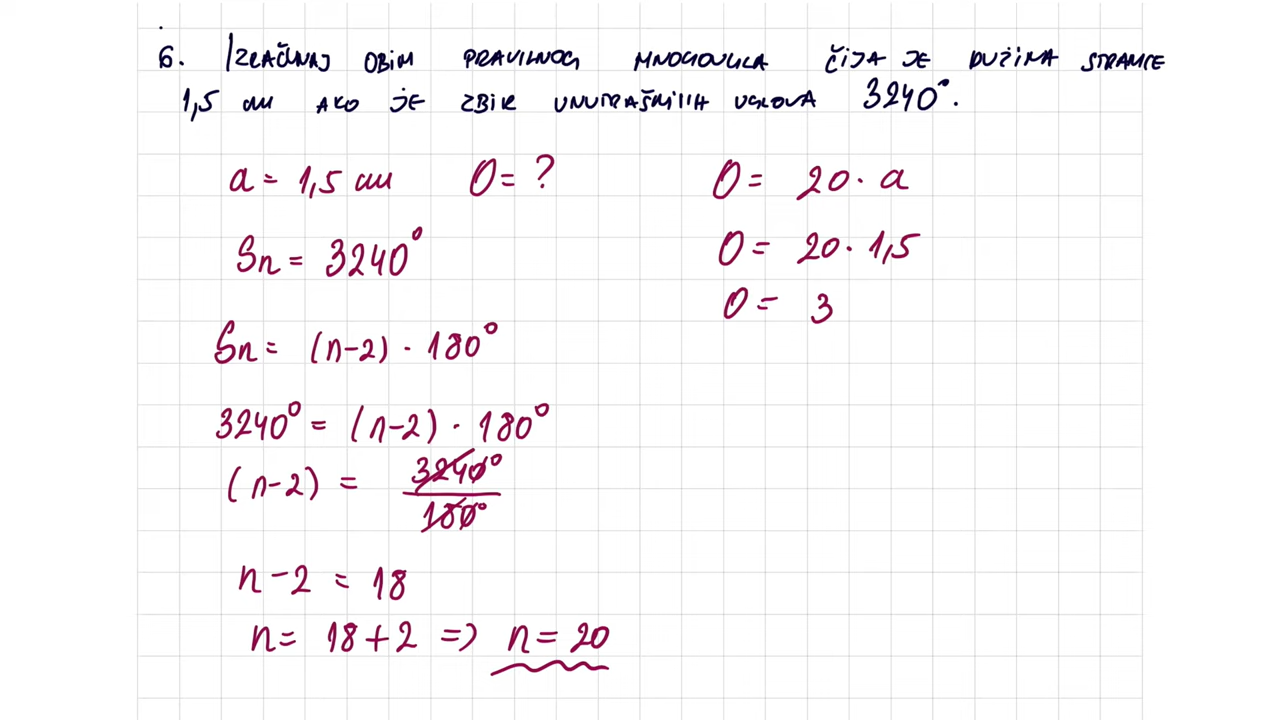 6. IZRAČUNAJ OBIM PRAVILNOG MNOGOUGLA ČIJA JE DUŽINA STRANICE
1,5 cm AKO JE ZBIR UNUTRAŠNJIH UGLOVA 3240°.
a = 1,5 cm O = ?
Sn = 3240°
Sn = (n-2) · 180°
3240° = (n-2) · 180°
(n-2) = 3240° / 180°
n - 2 = 18
n = 18 + 2 => n = 20
O = 20 · a
O = 20 · 1,5
O = 3